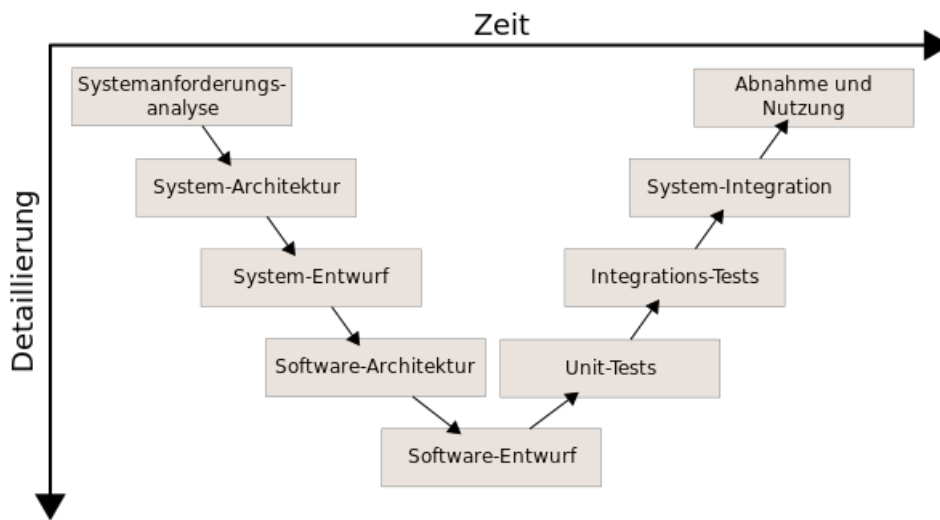 Zeit
Detaillierung
Systemanforderungs-
analyse
Abnahme und
Nutzung
System-Architektur
System-Integration
System-Entwurf
Integrations-Tests
Software-Architektur
Unit-Tests
Software-Entwurf